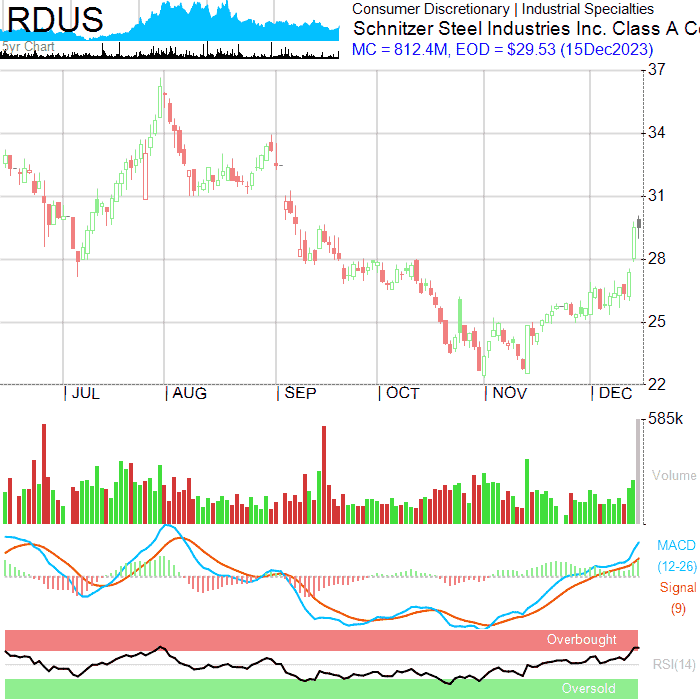 RDUS
5yr Chart
Consumer Discretionary | Industrial Specialties
Schnitzer Steel Industries Inc. Class A Co
MC = 812.4M, EOD = $29.53 (15Dec2023)
37
34
31
28
25
22
| JUL | AUG | SEP | OCT | NOV | DEC
585k
Volume
MACD
(12-26)
Signal
(9)
Overbought
RSI(14)
Oversold